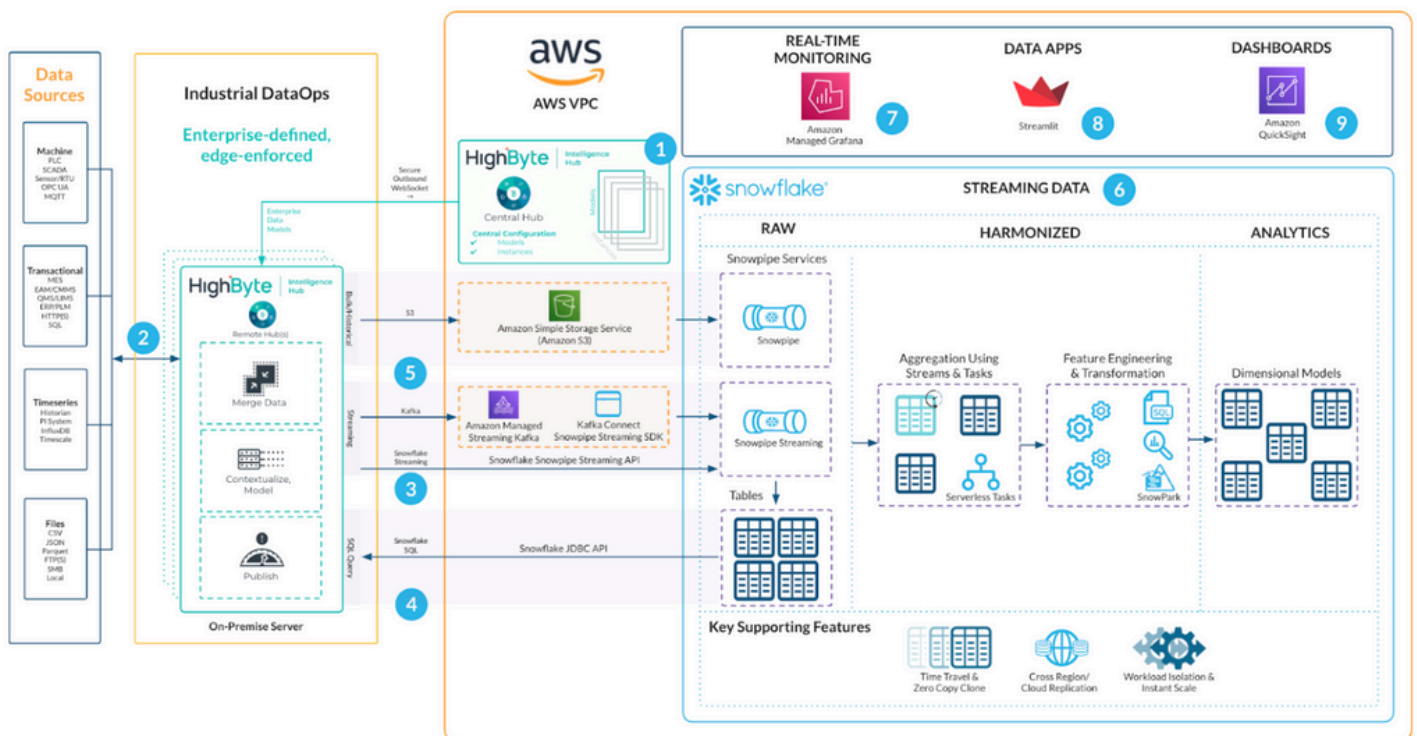 Data
Sources
Machine
PLC
SCADA
Sensor/RTU
OPC UA
MQTT
Transactional
MES
EAM/CMMS
QMS/LIMS
ERP/PLM
HTTP(S)
SQL
Timeseries
Historian
PI System
InfluxDB
Timescale
Files
CSV
JSON
Parquet
FTP(S)
SMB
Local
2
Industrial DataOps
Enterprise-defined,
edge-enforced
Enterprise
Data
Models
HighByte
Intelligence
Hub
Remote Hub(s)
Merge Data
Contextualize,
Model
Publish
On-Premise Server
Bulk/Historical
Streaming
SQL Query
aws
AWS VPC
Secure
Outbound
WebSocket
→
HighByte
Intelligence
Hub
1
Central Hub
Central Configuration
✓ Models
✓ Instances
Models
Instances
S3
Amazon Simple Storage Service
(Amazon S3)
5
Kafka
Amazon Managed
Streaming Kafka
Kafka Connect
Snowpipe Streaming SDK
Snowflake
Streaming
Snowflake Snowpipe Streaming API
3
Snowflake
SQL
Snowflake JDBC API
4
REAL-TIME
MONITORING
Amazon
Managed Grafana
7
DATA APPS
Streamlit
8
DASHBOARDS
Amazon
QuickSight
9
snowflake®
STREAMING DATA
6
RAW
HARMONIZED
ANALYTICS
Snowpipe Services
Snowpipe
Snowpipe Streaming
Tables
Aggregation Using
Streams & Tasks
Serverless Tasks
Feature Engineering
& Transformation
SQL
SnowPark
Dimensional Models
Key Supporting Features
Time Travel &
Zero Copy Clone
Cross Region/
Cloud Replication
Workload Isolation &
Instant Scale